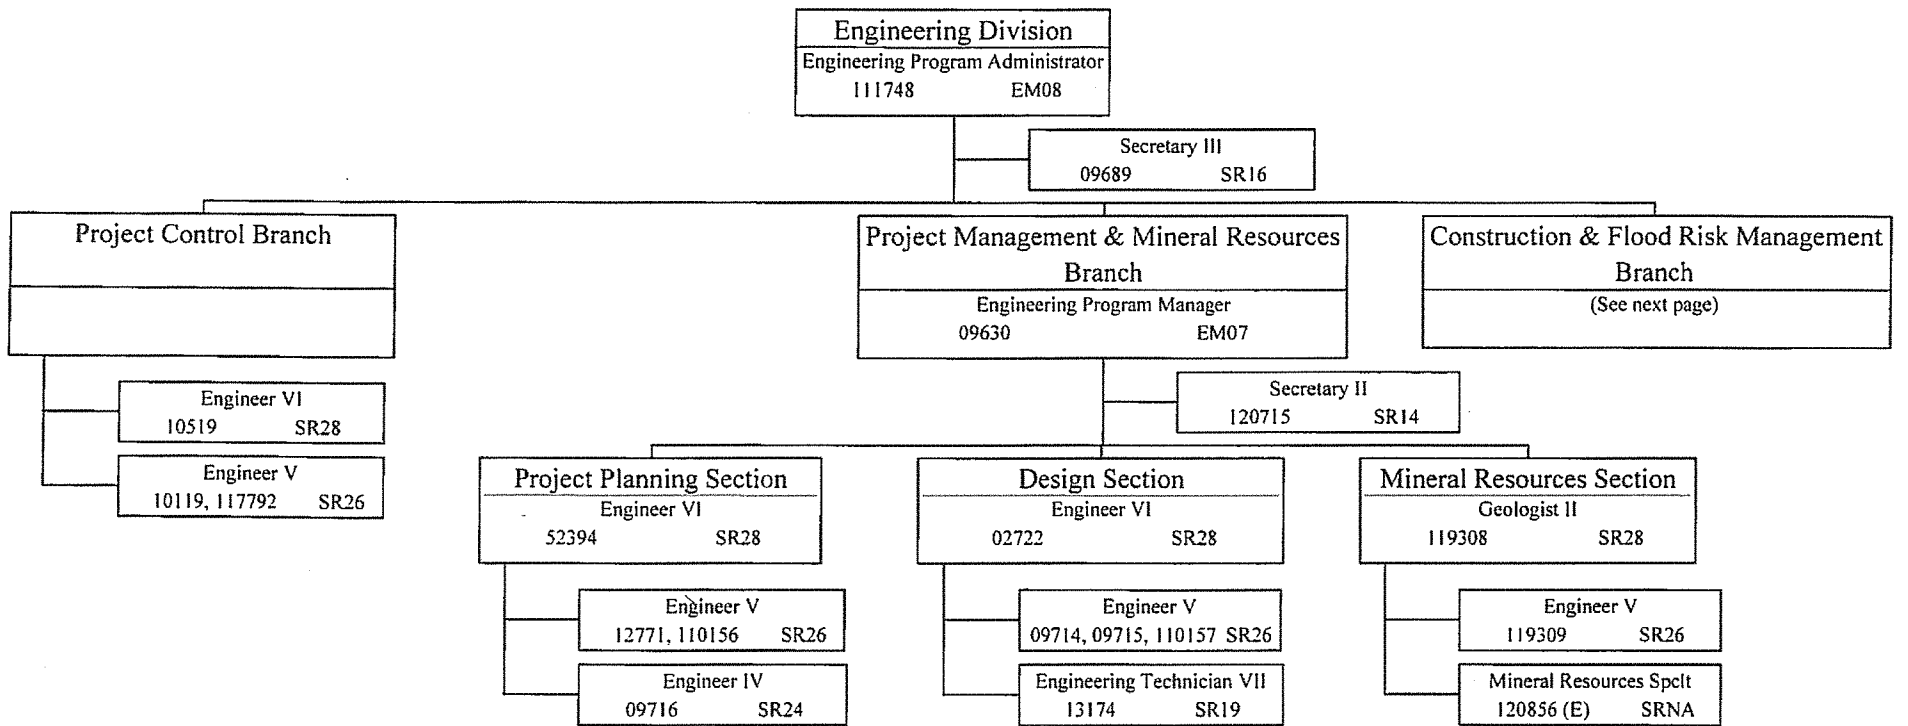 Engineering Division
Engineering Program Administrator
111748 EM08
Secretary III
09689 SR16
Project Control Branch
Project Management & Mineral Resources
Branch
Engineering Program Manager
09630 EM07
Construction & Flood Risk Management
Branch
(See next page)
Engineer VI
10519 SR28
Engineer V
10119, 117792 SR26
Secretary II
120715 SR14
Project Planning Section
Engineer VI
52394 SR28
Engineer V
12771, 110156 SR26
Engineer IV
09716 SR24
Design Section
Engineer VI
02722 SR28
Engineer V
09714, 09715, 110157 SR26
Engineering Technician VII
13174 SR19
Mineral Resources Section
Geologist II
119308 SR28
Engineer V
119309 SR26
Mineral Resources Spclt
120856 (E) SRNA